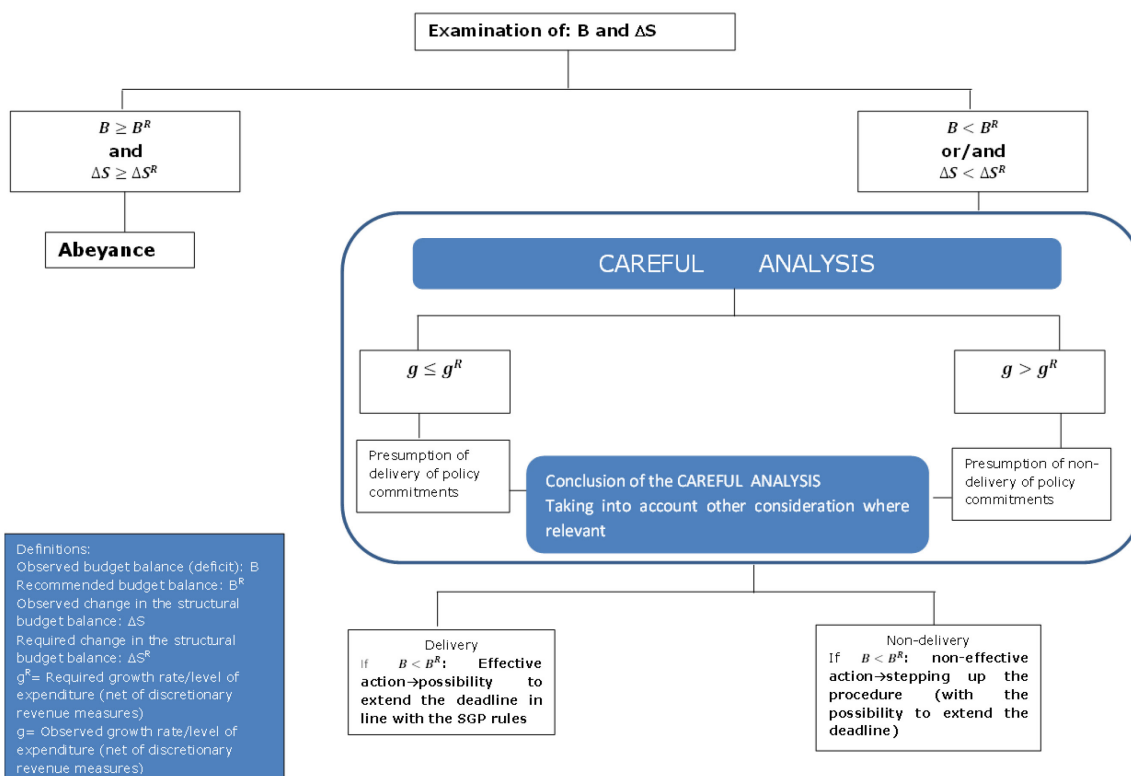 Examination of: B and ΔS
B ≥ B^R
and
ΔS ≥ ΔS^R
B < B^R
or/and
ΔS < ΔS^R
Abeyance
CAREFUL ANALYSIS
g ≤ g^R
g > g^R
Presumption of
delivery of policy
commitments
Conclusion of the CAREFUL ANALYSIS
Taking into account other consideration where
relevant
Presumption of non-
delivery of policy
commitments
Definitions:
Observed budget balance (deficit): B
Recommended budget balance: B^R
Observed change in the structural
budget balance: ΔS
Required change in the structural
budget balance: ΔS^R
g^R= Required growth rate/level of
expenditure (net of discretionary
revenue measures)
g= Observed growth rate/level of
expenditure (net of discretionary
revenue measures)
Delivery
If B < B^R: Effective
action→possibility to
extend the deadline in
line with the SGP rules
Non-delivery
If B < B^R: non-effective
action→stepping up the
procedure (with the
possibility to extend the
deadline)